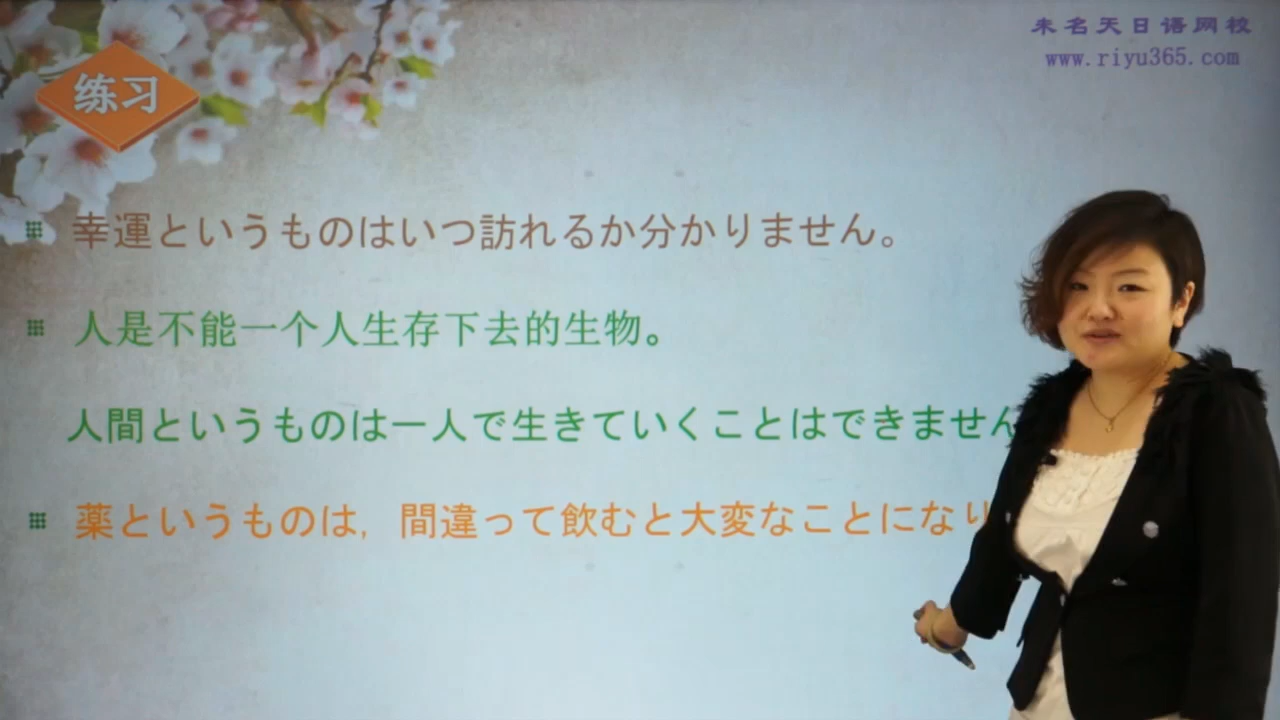 未名天日语网校
www.riyu365.com
练习
幸運というものはいつ訪れるか分かりません。
人是不能一个人生存下去的生物。
人間というものは一人で生きていくことはできません
薬というものは，間違って飲むと大変なことになり